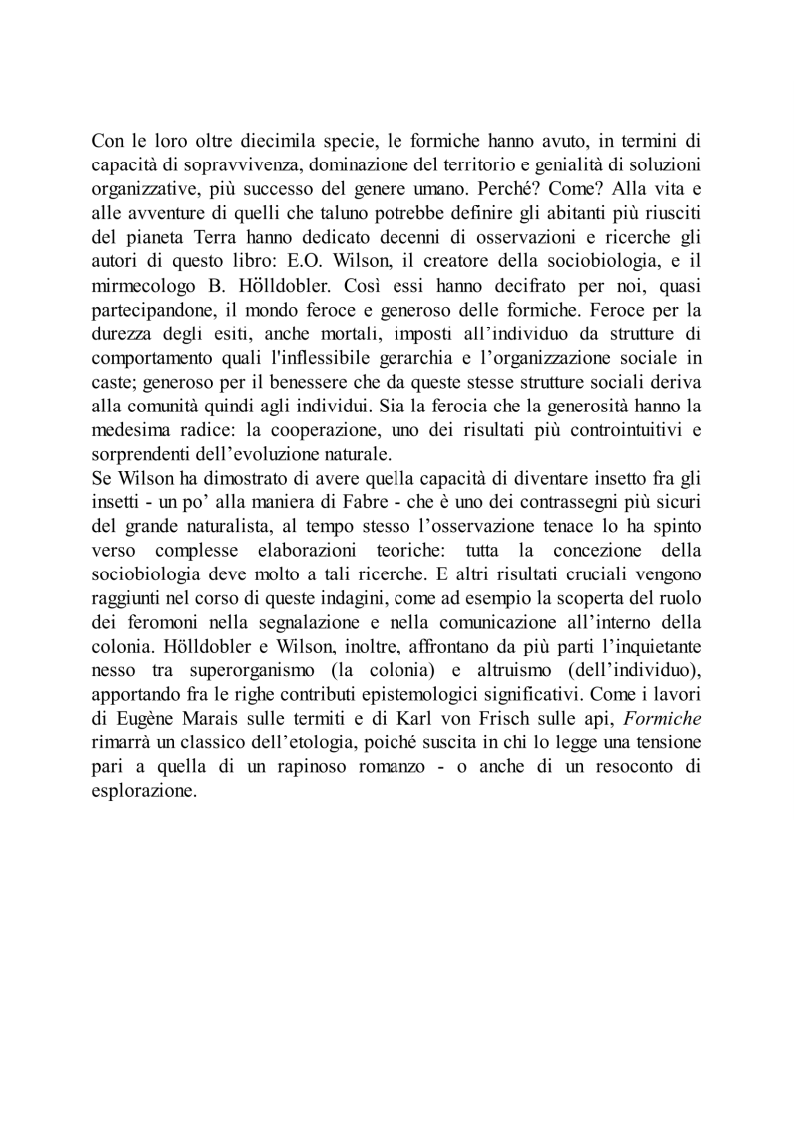 Con le loro oltre diecimila specie, le formiche hanno avuto, in termini di
capacità di sopravvivenza, dominazione del territorio e genialità di soluzioni
organizzative, più successo del genere umano. Perché? Come? Alla vita e
alle avventure di quelli che taluno potrebbe definire gli abitanti più riusciti
del pianeta Terra hanno dedicato decenni di osservazioni e ricerche gli
autori di questo libro: E.O. Wilson, il creatore della sociobiologia, e il
mirmecologo B. Hölldobler. Così essi hanno decifrato per noi, quasi
partecipandone, il mondo feroce e generoso delle formiche. Feroce per la
durezza degli esiti, anche mortali, imposti all’individuo da strutture di
comportamento quali l'inflessibile gerarchia e l’organizzazione sociale in
caste; generoso per il benessere che da queste stesse strutture sociali deriva
alla comunità quindi agli individui. Sia la ferocia che la generosità hanno la
medesima radice: la cooperazione, uno dei risultati più controintuitivi e
sorprendenti dell’evoluzione naturale.
Se Wilson ha dimostrato di avere quella capacità di diventare insetto fra gli
insetti - un po’ alla maniera di Fabre - che è uno dei contrassegni più sicuri
del grande naturalista, al tempo stesso l’osservazione tenace lo ha spinto
verso complesse elaborazioni teoriche: tutta la concezione della
sociobiologia deve molto a tali ricerche. E altri risultati cruciali vengono
raggiunti nel corso di queste indagini, come ad esempio la scoperta del ruolo
dei feromoni nella segnalazione e nella comunicazione all’interno della
colonia. Hölldobler e Wilson, inoltre, affrontano da più parti l’inquietante
nesso tra superorganismo (la colonia) e altruismo (dell’individuo),
apportando fra le righe contributi epistemologici significativi. Come i lavori
di Eugène Marais sulle termiti e di Karl von Frisch sulle api, Formiche
rimarrà un classico dell’etologia, poiché suscita in chi lo legge una tensione
pari a quella di un rapinoso romanzo - o anche di un resoconto di
esplorazione.